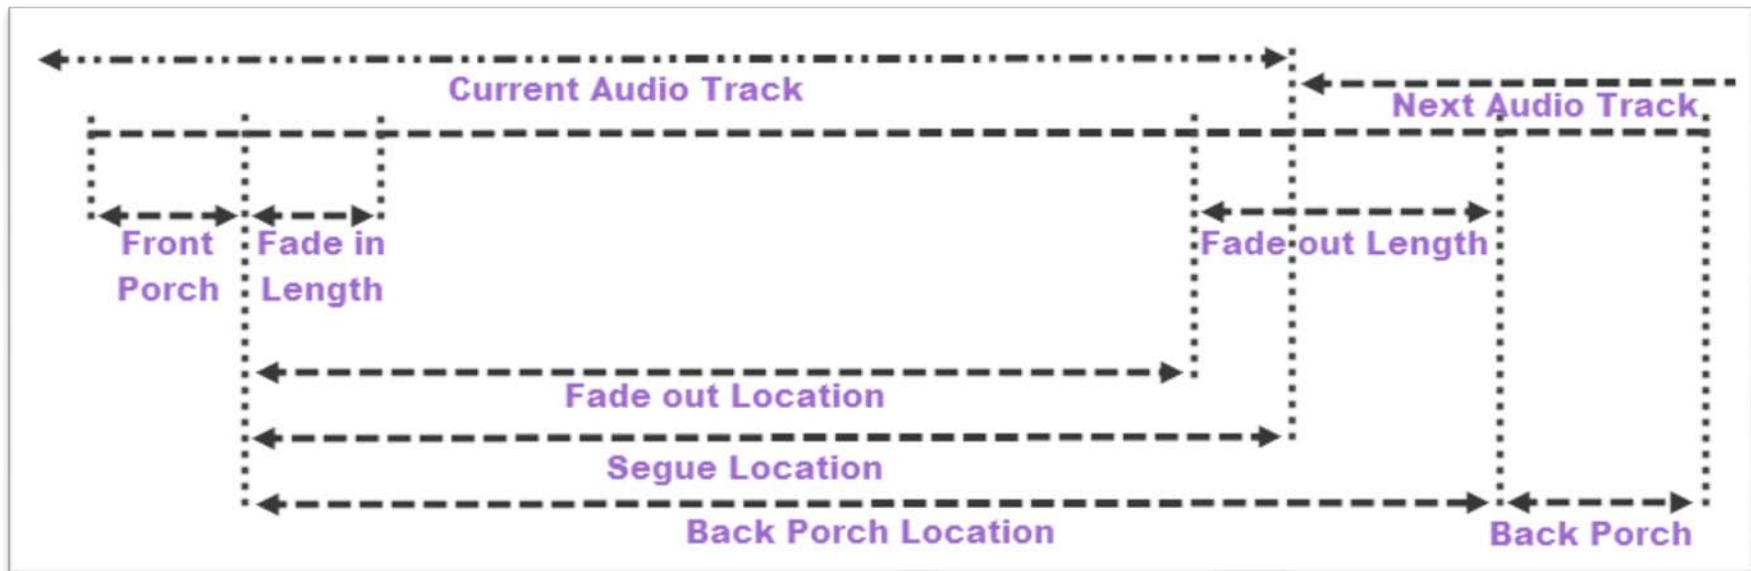 Current Audio Track
Next Audio Track
Front
Porch
Fade in
Length
Fade out Length
Fade out Location
Segue Location
Back Porch Location
Back Porch